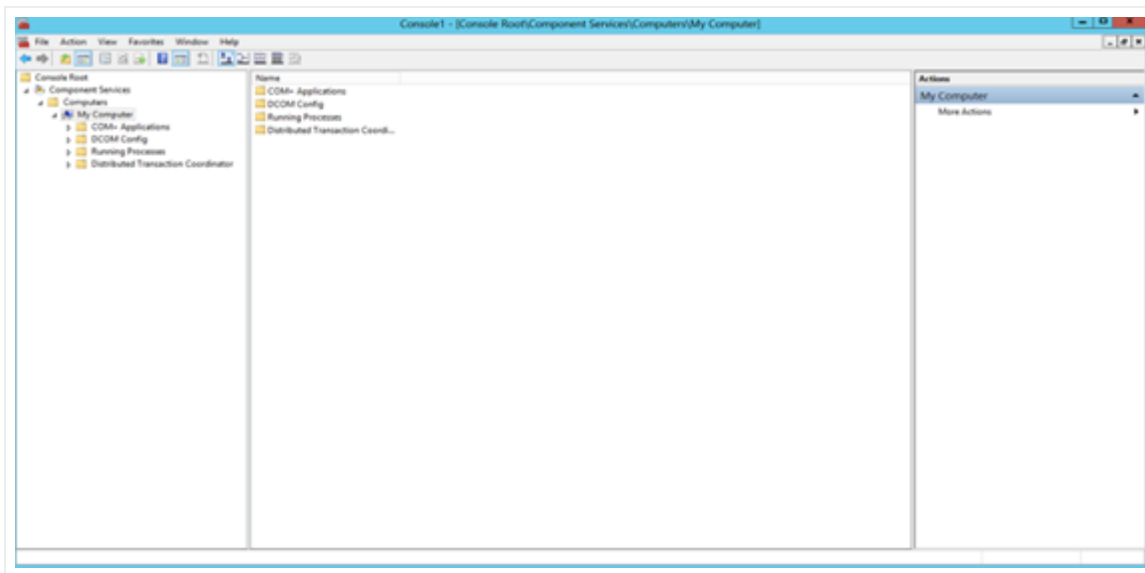 Console1 - [Console Root\Component Services\Computers\My Computer]
File Action View Favorites Window Help
Console Root
Component Services
Computers
My Computer
COM+ Applications
DCOM Config
Running Processes
Distributed Transaction Coordinator
Name
COM+ Applications
DCOM Config
Running Processes
Distributed Transaction Coordi...
Actions
My Computer
More Actions